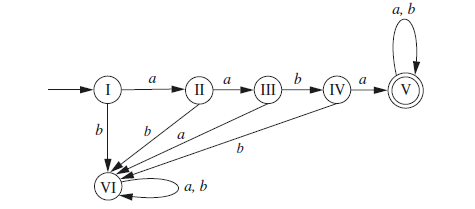 a, b
a a b a
I II III IV V
b b a b
VI a, b